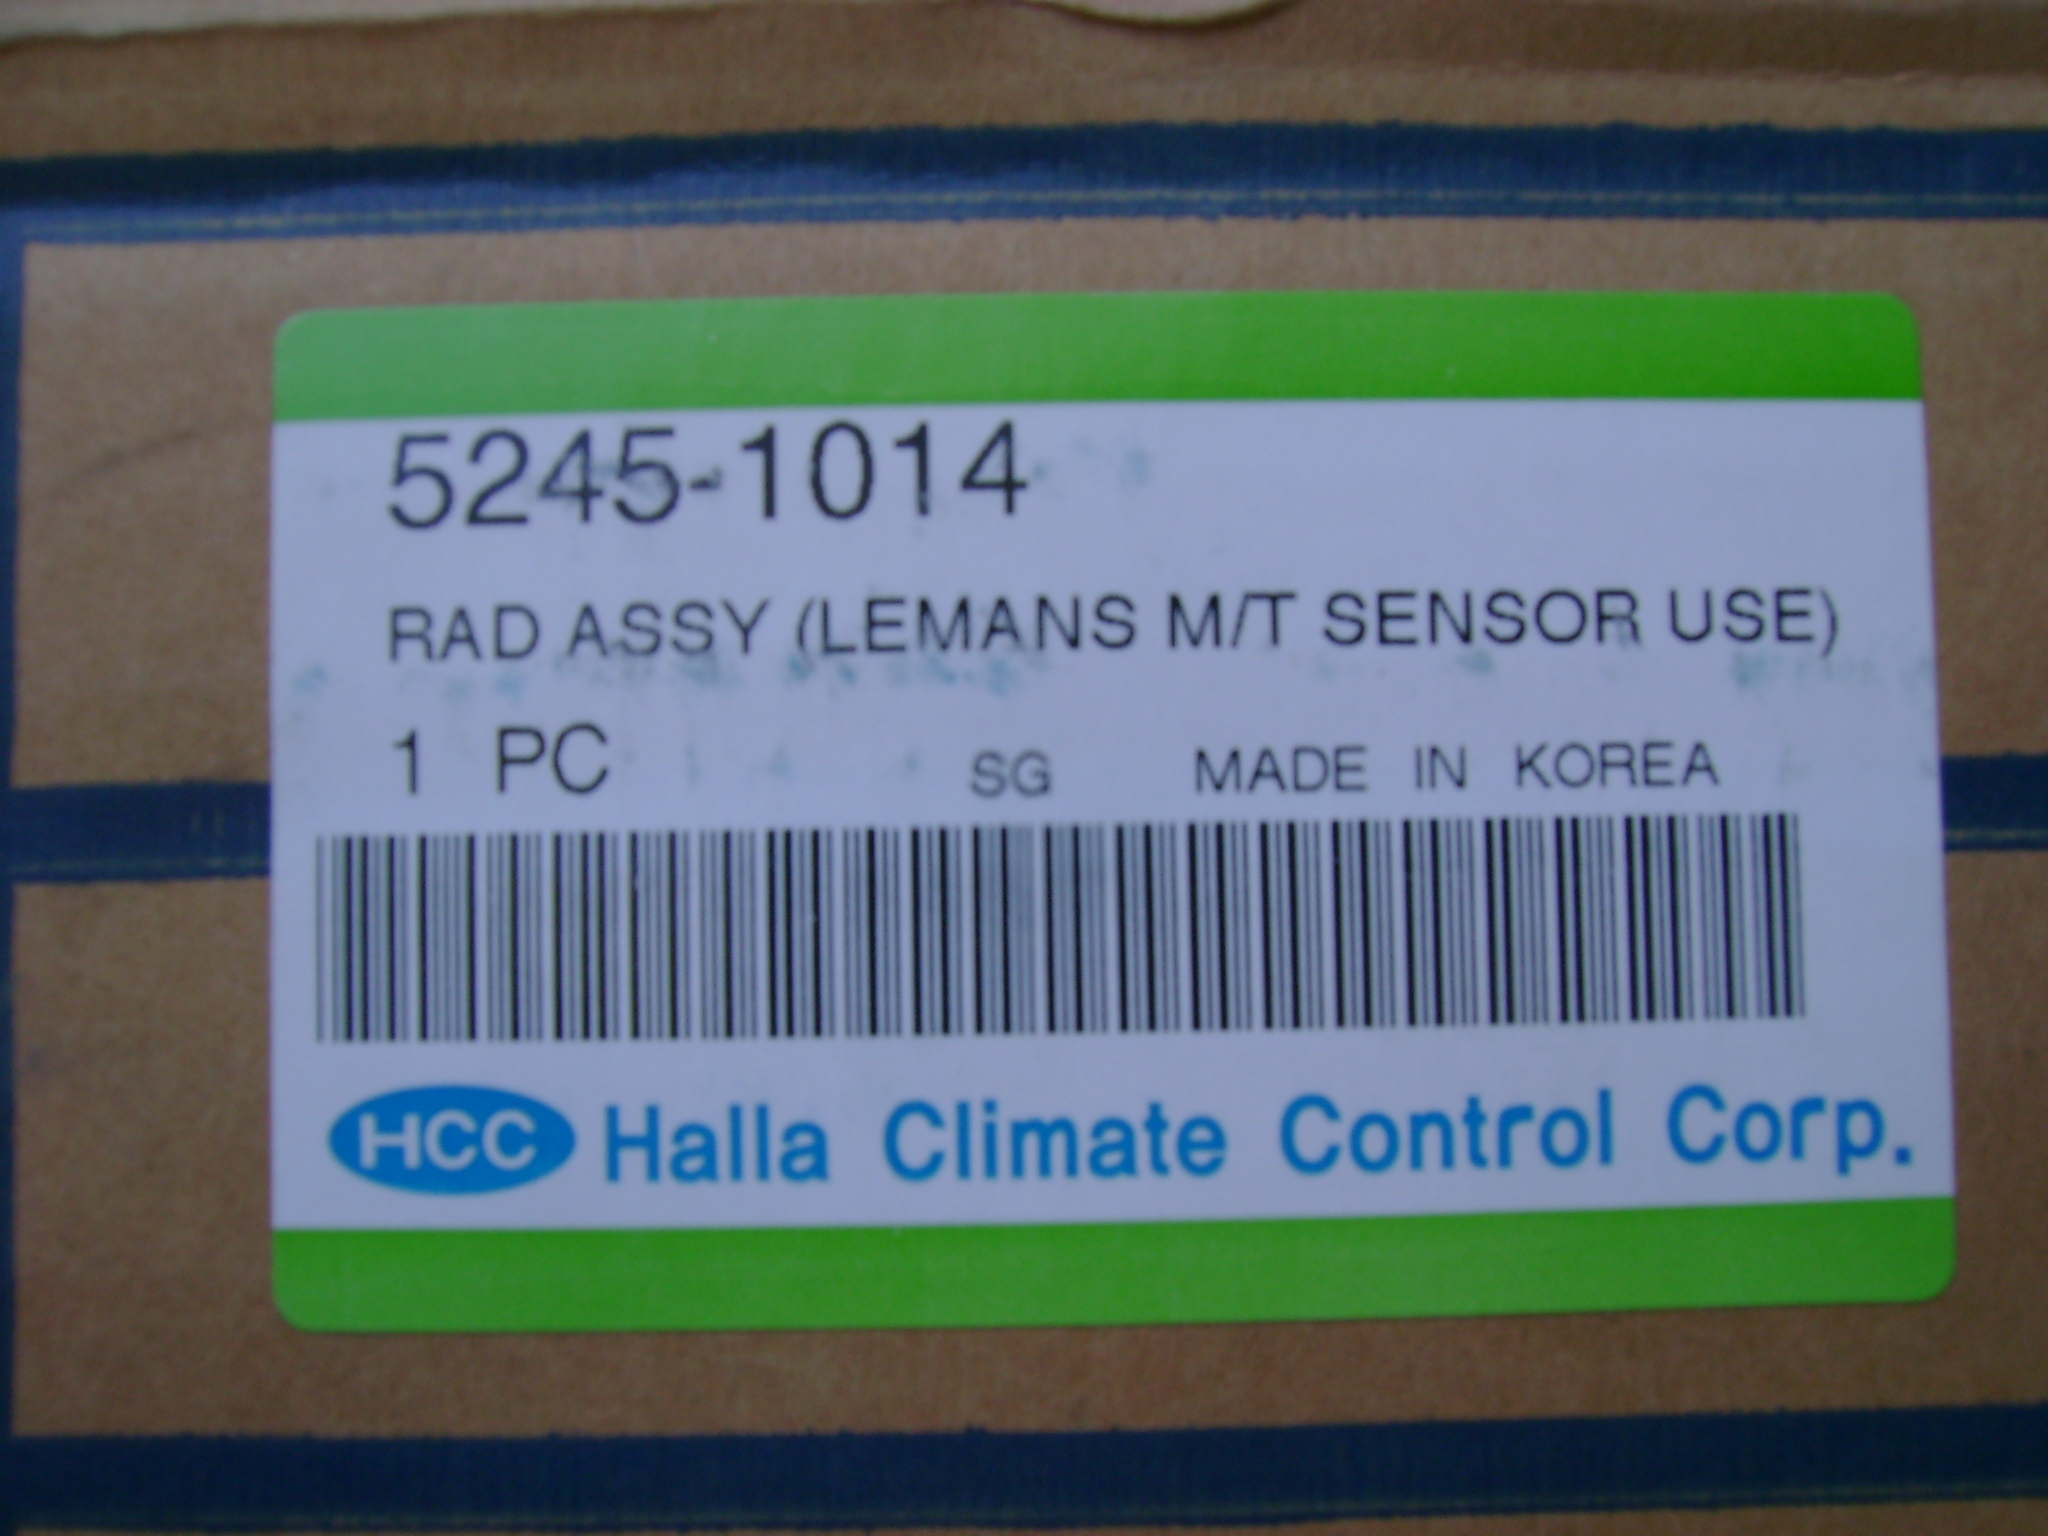 5245-1014
RAD ASSY (LEMANS M/T SENSOR USE)
1 PC SG MADE IN KOREA
HCC Halla Climate Control Corp.